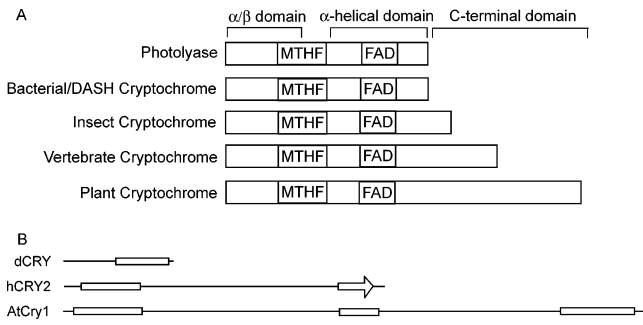 A
α/β domain α-helical domain C-terminal domain
Photolyase MTHF FAD
Bacterial/DASH Cryptochrome MTHF FAD
Insect Cryptochrome MTHF FAD
Vertebrate Cryptochrome MTHF FAD
Plant Cryptochrome MTHF FAD
B
dCRY
hCRY2
AtCry1